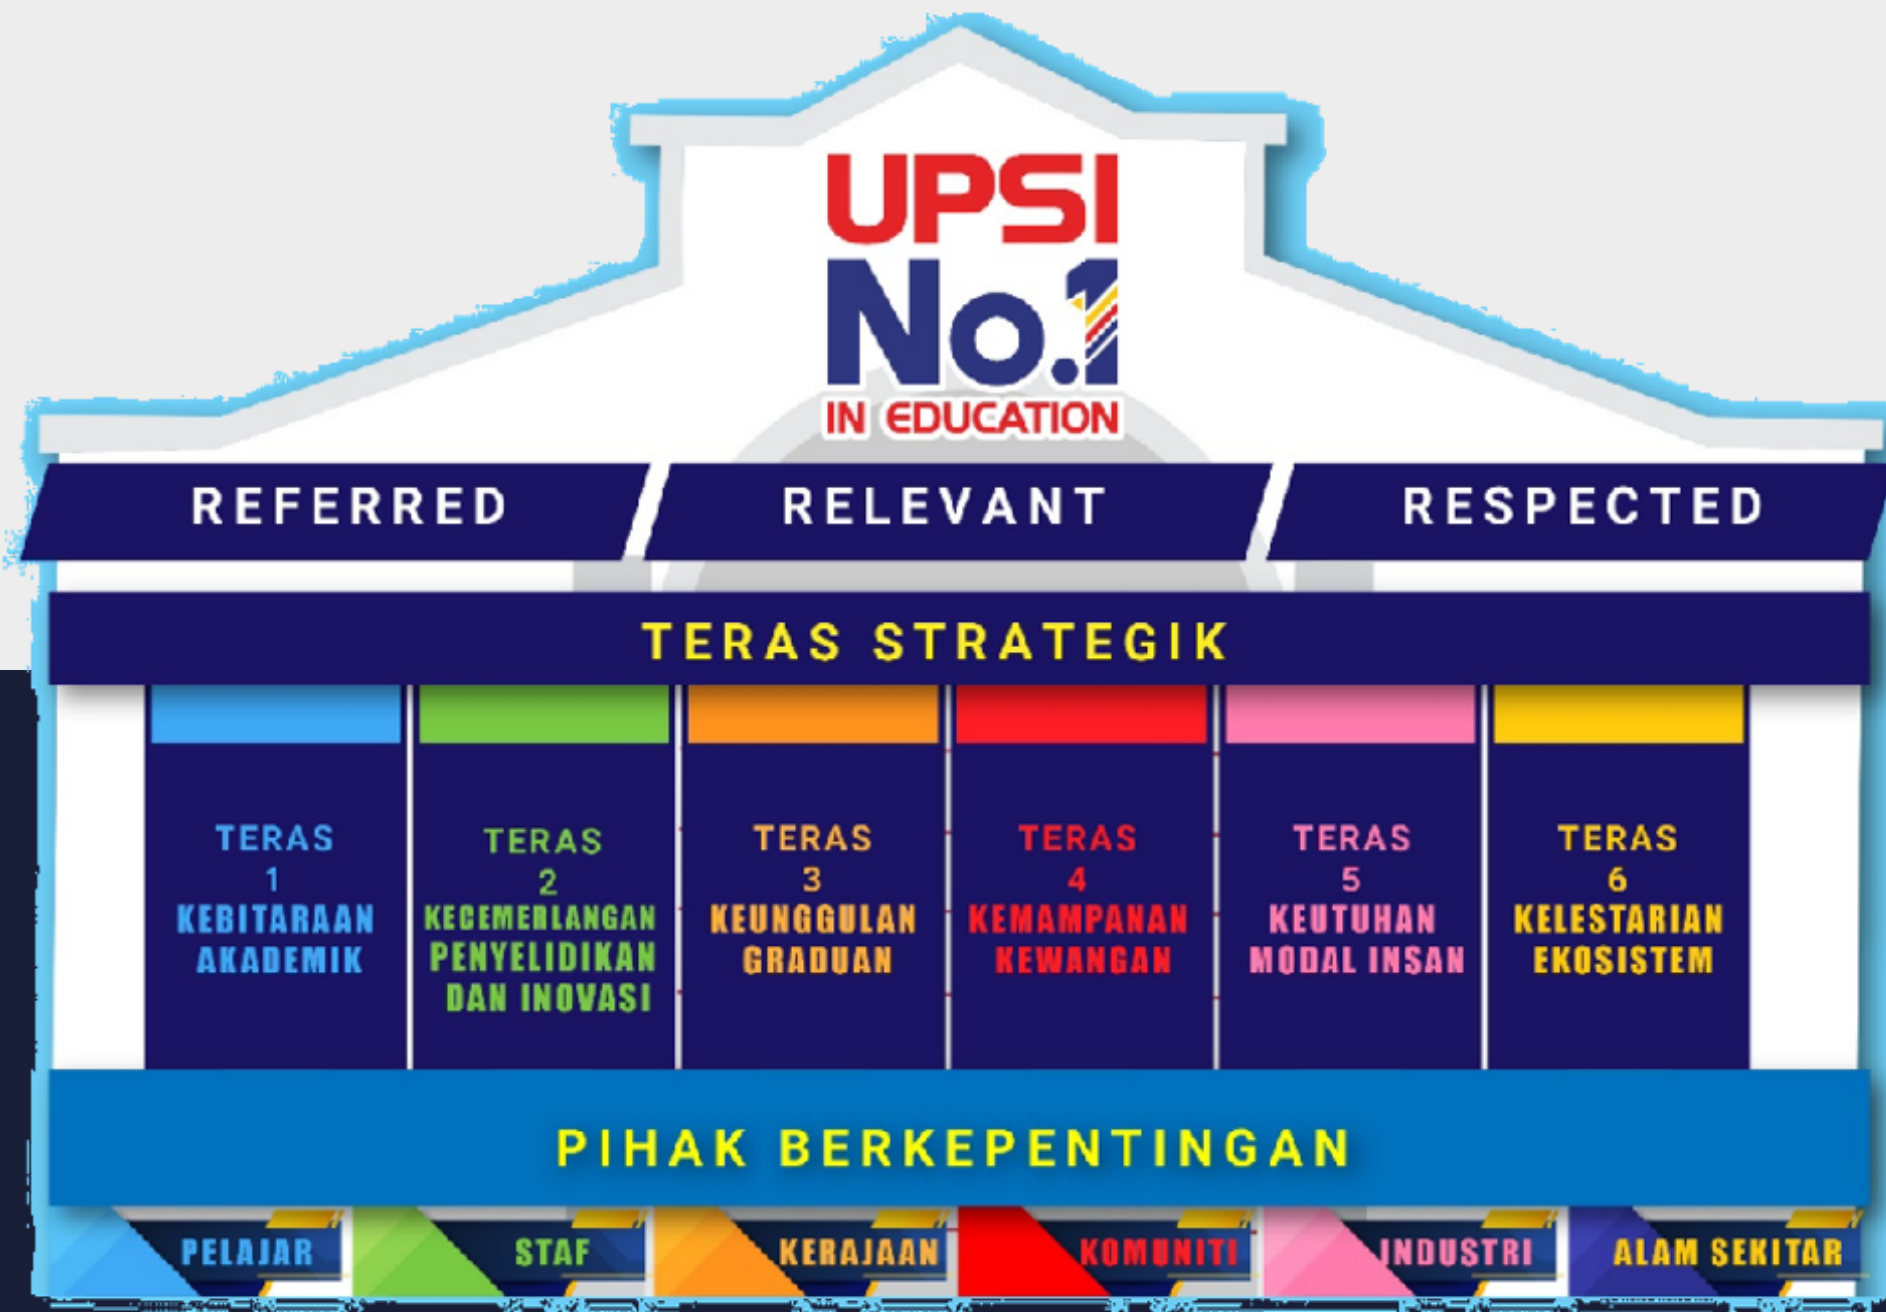 UPSI
No.1
IN EDUCATION
REFERRED
RELEVANT
RESPECTED
TERAS STRATEGIK
TERAS
1
KEBITARAAN
AKADEMIK
TERAS
2
KECEMERLANGAN
PENYELIDIKAN
DAN INOVASI
TERAS
3
KEUNGGULAN
GRADUAN
TERAS
4
KEMAMPANAN
KEWANGAN
TERAS
5
KEUTUHAN
MODAL INSAN
TERAS
6
KELESTARIAN
EKOSISTEM
PIHAK BERKEPENTINGAN
PELAJAR
STAF
KERAJAAN
KOMUNITI
INDUSTRI
ALAM SEKITAR